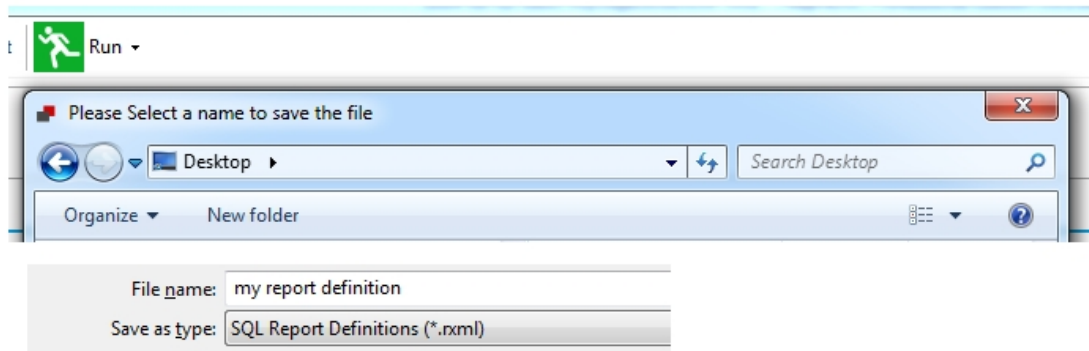 t Run
Please Select a name to save the file
Desktop Search Desktop
Organize New folder
File name: my report definition
Save as type: SQL Report Definitions (*.rxml)